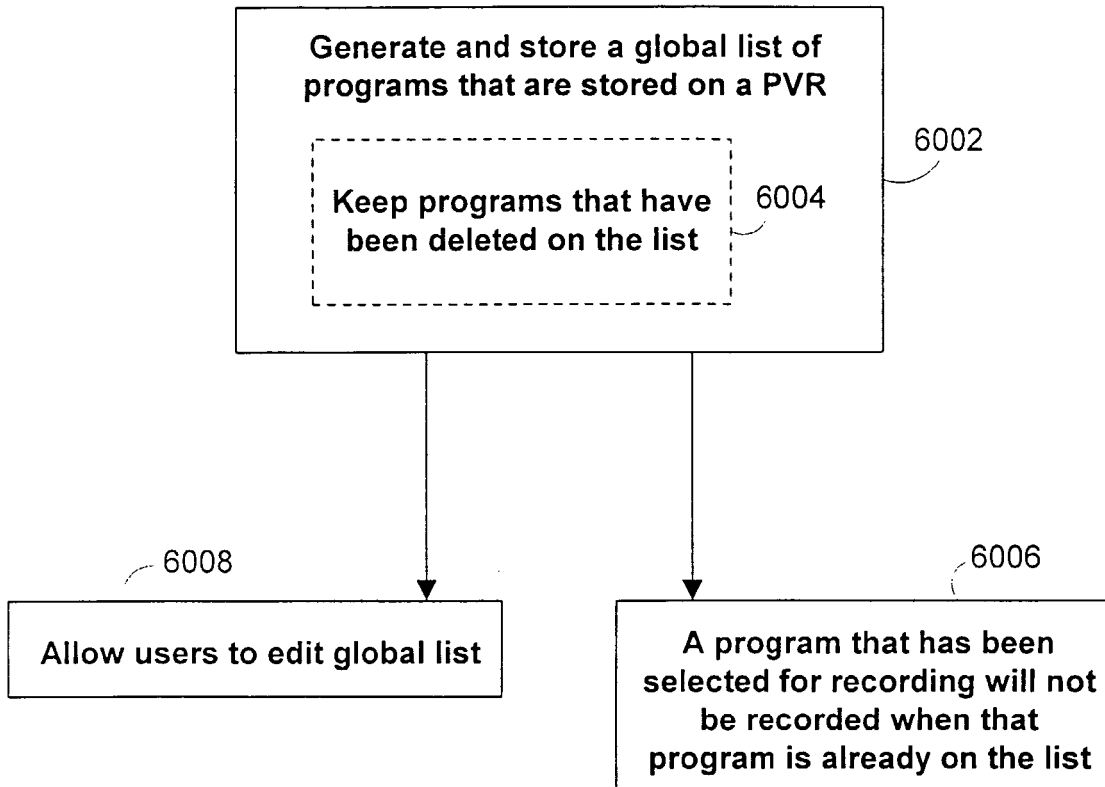 Generate and store a global list of
programs that are stored on a PVR
6002
Keep programs that have
been deleted on the list
6004
6008
Allow users to edit global list
6006
A program that has been
selected for recording will not
be recorded when that
program is already on the list